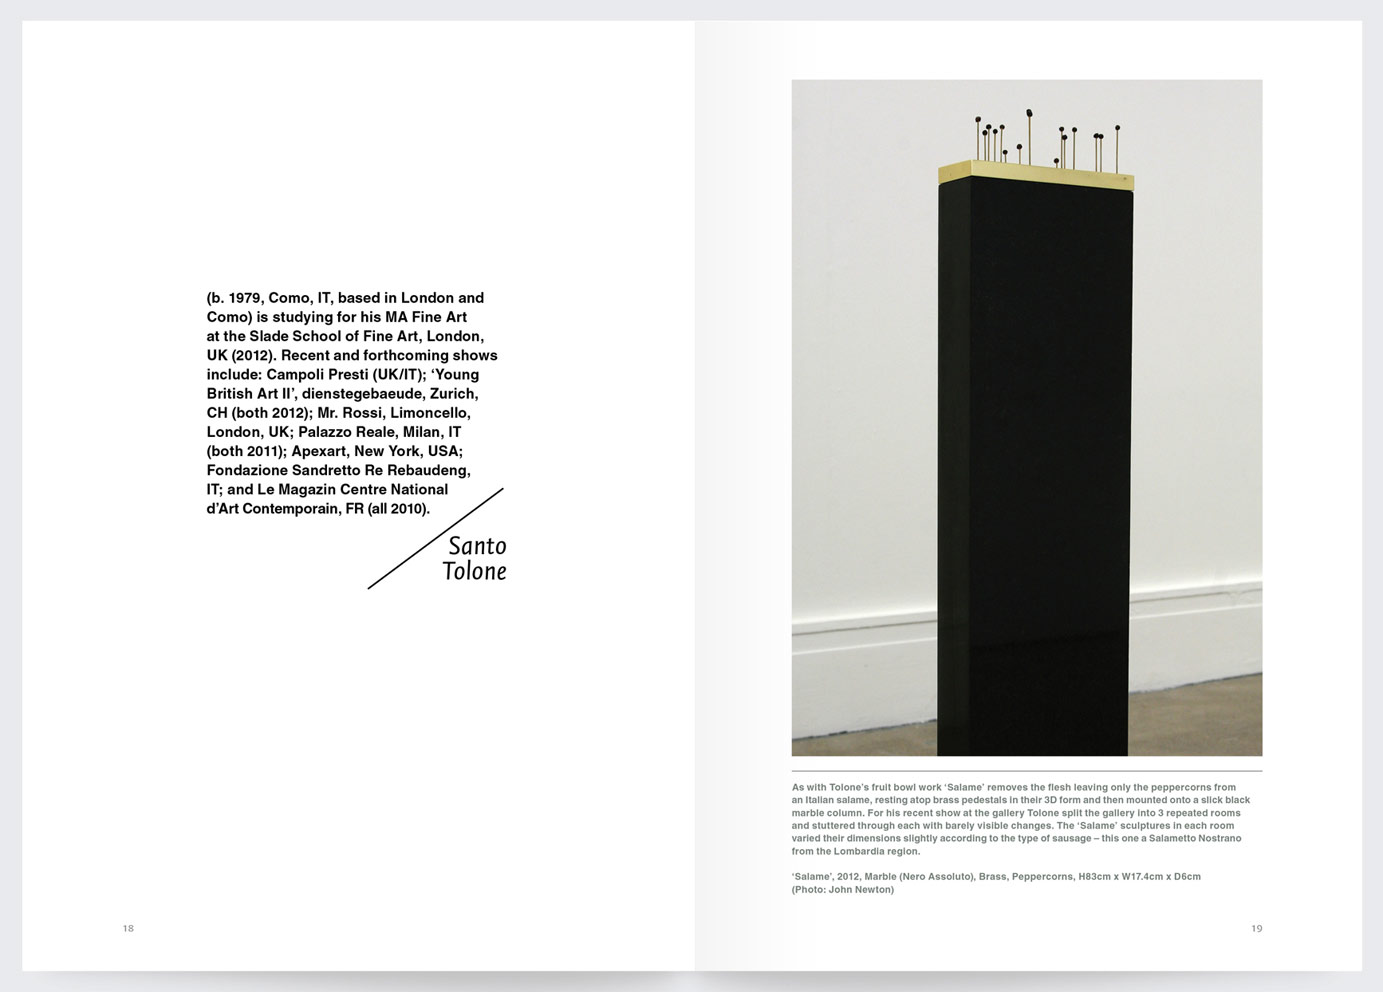 (b. 1979, Como, IT, based in London and
Como) is studying for his MA Fine Art
at the Slade School of Fine Art, London,
UK (2012). Recent and forthcoming shows
include: Campoli Presti (UK/IT); ‘Young
British Art II’, dienstegebaeude, Zurich,
CH (both 2012); Mr. Rossi, Limoncello,
London, UK; Palazzo Reale, Milan, IT
(both 2011); Apexart, New York, USA;
Fondazione Sandretto Re Rebaudeng,
IT; and Le Magazin Centre National
d’Art Contemporain, FR (all 2010).
Santo
Tolone
18
As with Tolone’s fruit bowl work ‘Salame’ removes the flesh leaving only the peppercorns from
an Italian salame, resting atop brass pedestals in their 3D form and then mounted onto a slick black
marble column. For his recent show at the gallery Tolone split the gallery into 3 repeated rooms
and stuttered through each with barely visible changes. The ‘Salame’ sculptures in each room
varied their dimensions slightly according to the type of sausage – this one a Salametto Nostrano
from the Lombardia region.
‘Salame’, 2012, Marble (Nero Assoluto), Brass, Peppercorns, H83cm x W17.4cm x D6cm
(Photo: John Newton)
19